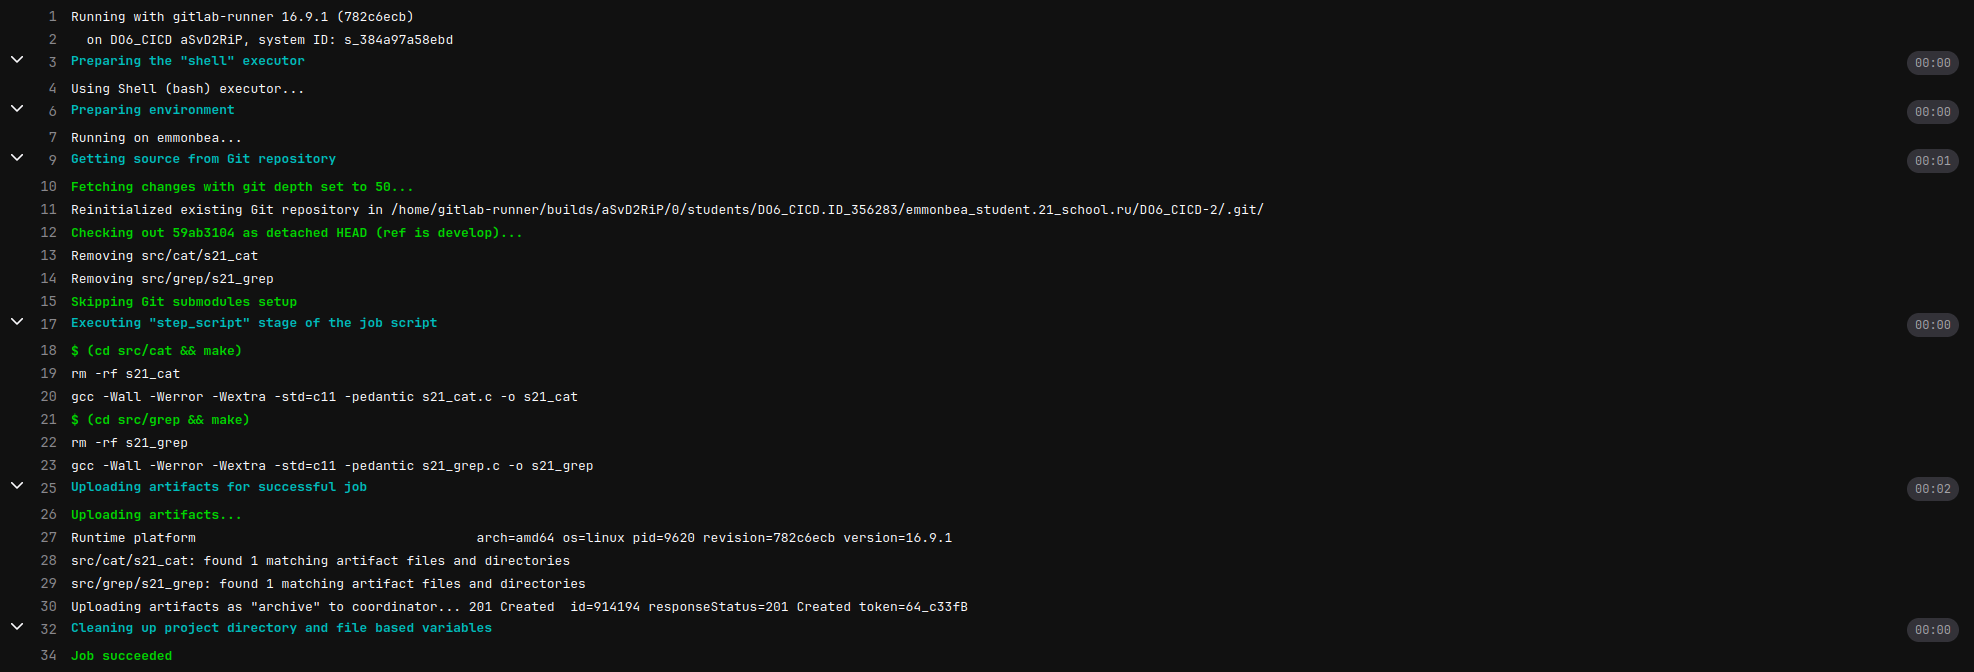 1 Running with gitlab-runner 16.9.1 (782c6ecb)
2 on DO6_CICD aSvD2RiP, system ID: s_384a97a58ebd
3 Preparing the "shell" executor 00:00
4 Using Shell (bash) executor...
6 Preparing environment 00:00
7 Running on emmonbea...
9 Getting source from Git repository 00:01
10 Fetching changes with git depth set to 50...
11 Reinitialized existing Git repository in /home/gitlab-runner/builds/aSvD2RiP/0/students/DO6_CICD.ID_356283/emmonbea_student.21_school.ru/DO6_CICD-2/.git/
12 Checking out 59ab3104 as detached HEAD (ref is develop)...
13 Removing src/cat/s21_cat
14 Removing src/grep/s21_grep
15 Skipping Git submodules setup
17 Executing "step_script" stage of the job script 00:00
18 $ (cd src/cat && make)
19 rm -rf s21_cat
20 gcc -Wall -Werror -Wextra -std=c11 -pedantic s21_cat.c -o s21_cat
21 $ (cd src/grep && make)
22 rm -rf s21_grep
23 gcc -Wall -Werror -Wextra -std=c11 -pedantic s21_grep.c -o s21_grep
25 Uploading artifacts for successful job 00:02
26 Uploading artifacts...
27 Runtime platform arch=amd64 os=linux pid=9620 revision=782c6ecb version=16.9.1
28 src/cat/s21_cat: found 1 matching artifact files and directories
29 src/grep/s21_grep: found 1 matching artifact files and directories
30 Uploading artifacts as "archive" to coordinator... 201 Created  id=914194 responseStatus=201 Created token=64_c33fB
32 Cleaning up project directory and file based variables 00:00
34 Job succeeded